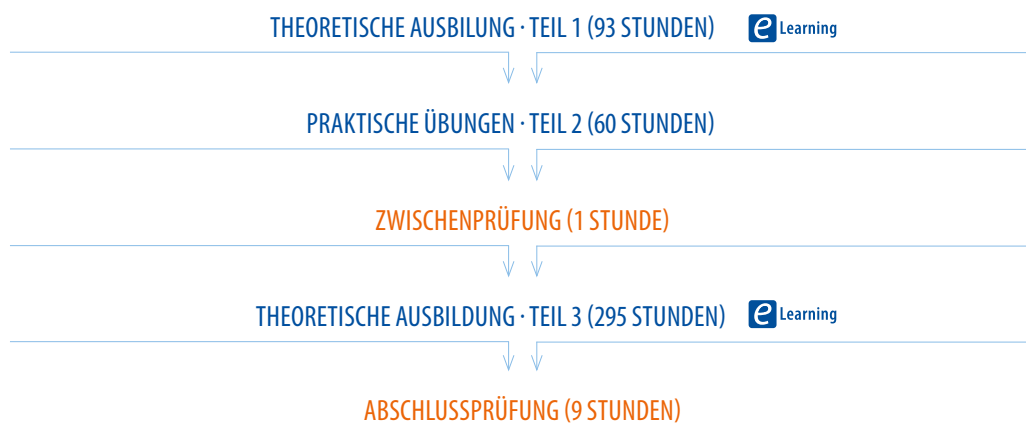 THEORETISCHE AUSBILUNG · TEIL 1 (93 STUNDEN) e Learning
PRAKTISCHE ÜBUNGEN · TEIL 2 (60 STUNDEN)
ZWISCHENPRÜFUNG (1 STUNDE)
THEORETISCHE AUSBILDUNG · TEIL 3 (295 STUNDEN) e Learning
ABSCHLUSSPRÜFUNG (9 STUNDEN)